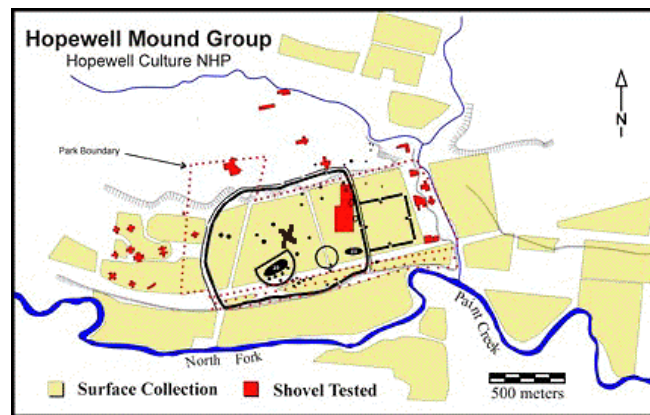 Hopewell Mound Group
Hopewell Culture NHP
Park Boundary
N
North Fork
Paint Creek
Surface Collection
Shovel Tested
500 meters